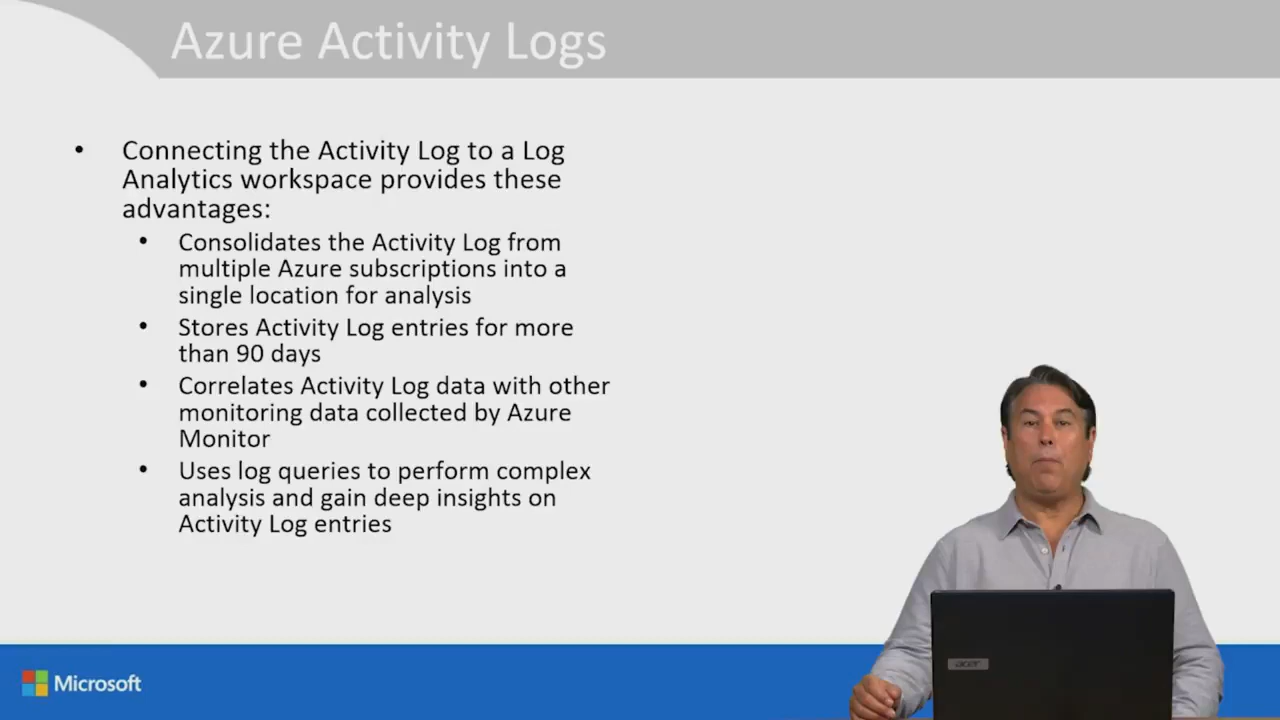 Azure Activity Logs
• Connecting the Activity Log to a Log
Analytics workspace provides these
advantages:
• Consolidates the Activity Log from
multiple Azure subscriptions into a
single location for analysis
• Stores Activity Log entries for more
than 90 days
• Correlates Activity Log data with other
monitoring data collected by Azure
Monitor
• Uses log queries to perform complex
analysis and gain deep insights on
Activity Log entries
acer
Microsoft